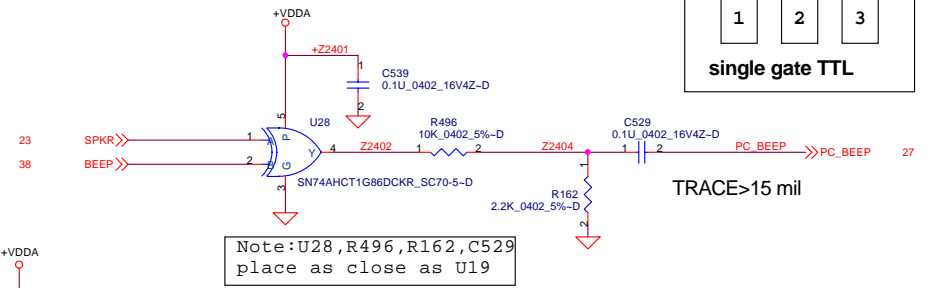 +VDDA
1 2 3
single gate TTL
+Z2401
1
C539
0.1U_0402_16V4Z~D
2
5
U28
P
23 SPKR 1 A
38 BEEP 2 B
G
Y 4 Z2402
3
SN74AHCT1G86DCKR_SC70-5~D
R496
10K_0402_5%~D
1 2
Z2404
C529
0.1U_0402_16V4Z~D
1 2
PC_BEEP PC_BEEP 27
1
R162
2.2K_0402_5%~D
2
TRACE>15 mil
Note:U28,R496,R162,C529
place as close as U19
+VDDA